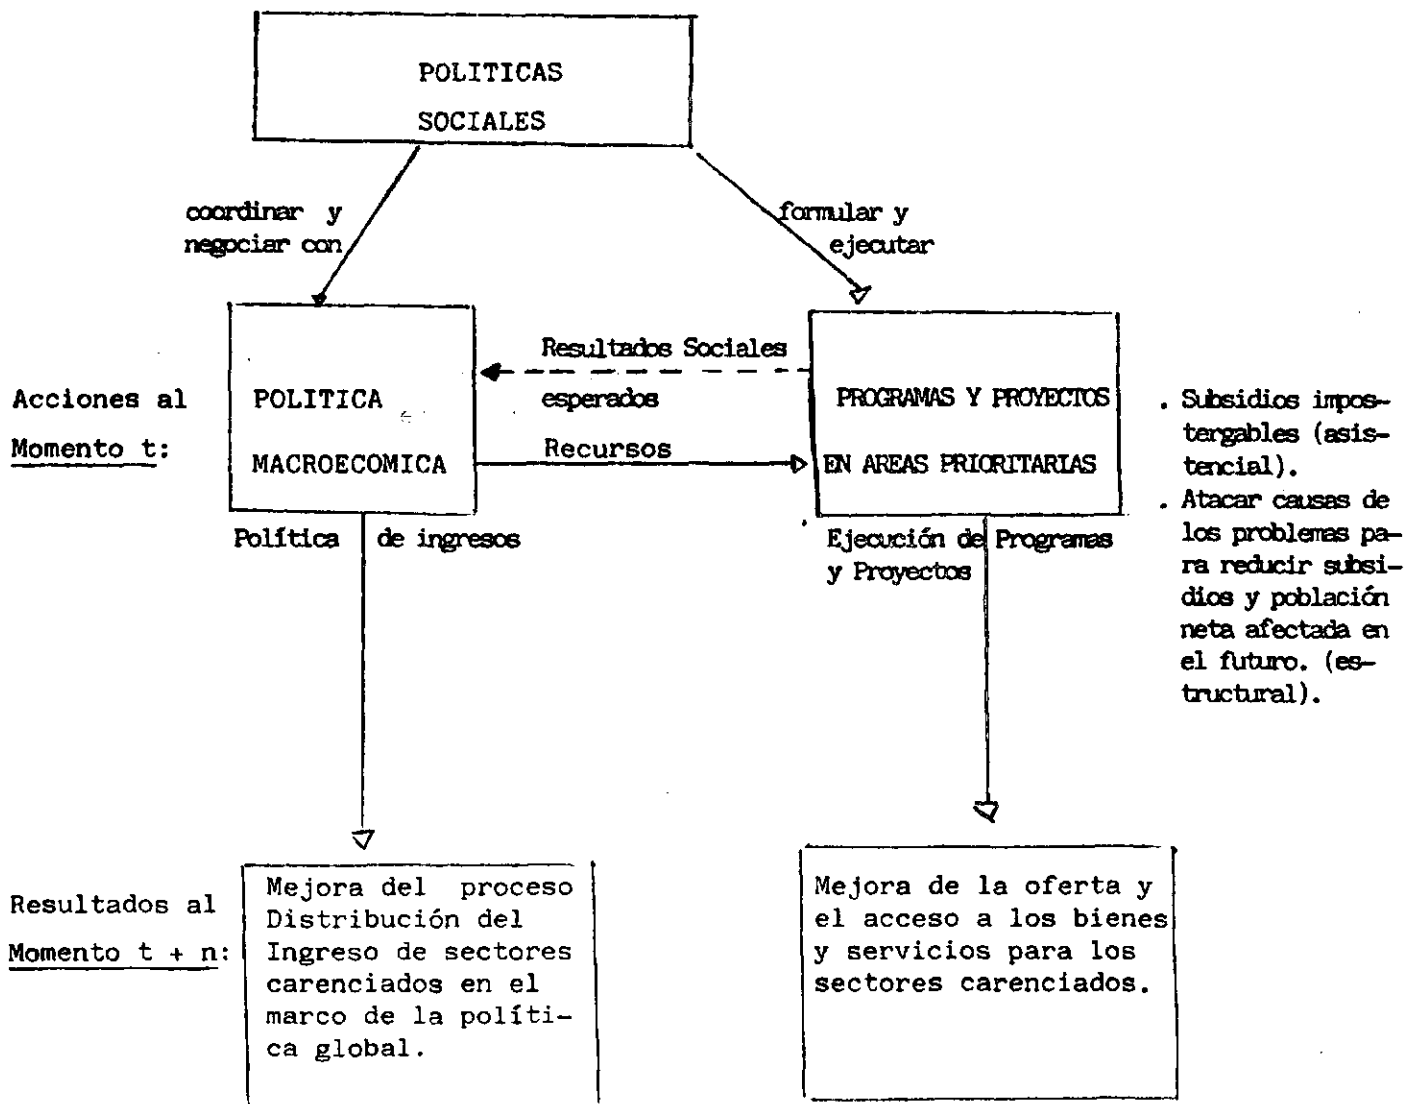 POLITICAS
SOCIALES
coordinar y
negociar con
formular y
ejecutar
Acciones al
Momento t:
POLITICA
MACROECOMICA
Resultados Sociales
esperados
Recursos
PROGRAMAS Y PROYECTOS
EN AREAS PRIORITARIAS
. Subsidios impos-
tergables (asis-
tencial).
. Atacar causas de
los problemas pa-
ra reducir subsi-
dios y población
neta afectada en
el futuro. (es-
tructural).
Política de ingresos
Ejecución de Programas
y Proyectos
Resultados al
Momento t + n:
Mejora del proceso
Distribución del
Ingreso de sectores
carenciados en el
marco de la políti-
ca global.
Mejora de la oferta y
el acceso a los bienes
y servicios para los
sectores carenciados.